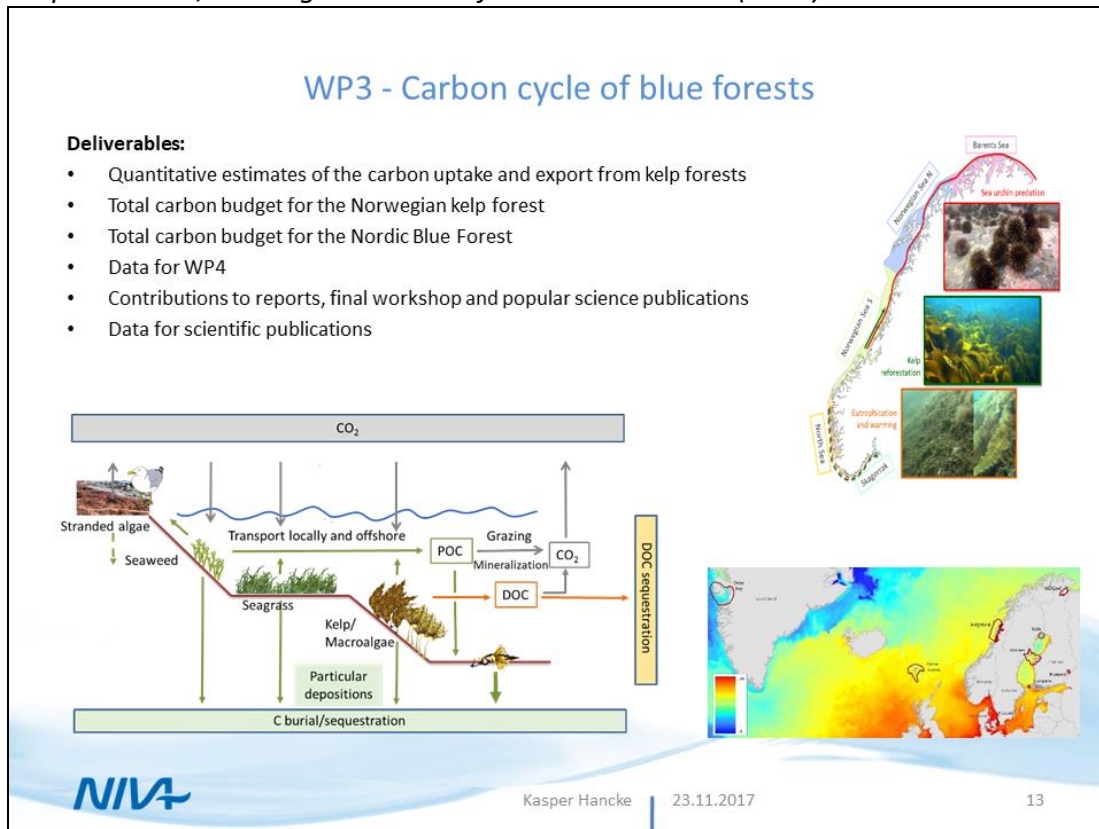 WP3 - Carbon cycle of blue forests
Deliverables:
• Quantitative estimates of the carbon uptake and export from kelp forests
• Total carbon budget for the Norwegian kelp forest
• Total carbon budget for the Nordic Blue Forest
• Data for WP4
• Contributions to reports, final workshop and popular science publications
• Data for scientific publications
Barents Sea
Sea urchin predation
Norwegian Sea N
Norwegian Sea S
Kelp
reforestation
Eutrophication
and warming
North Sea
Skagerrak
CO₂
Stranded algae
Seaweed
Transport locally and offshore
Seagrass
Kelp/
Macroalgae
POC
Grazing
Mineralization
CO₂
DOC
DOC sequestration
Particular
depositions
C burial/sequestration
NIVA
Kasper Hancke
23.11.2017
13